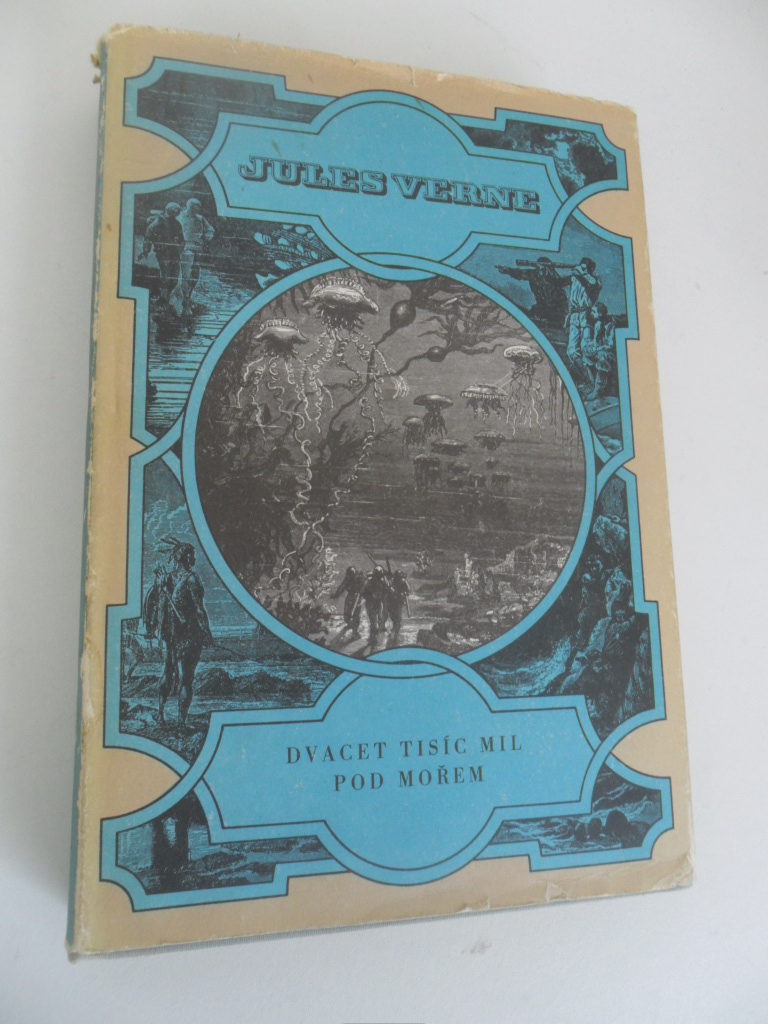 JULES VERNE
DVACET TISÍC MIL
POD MOŘEM